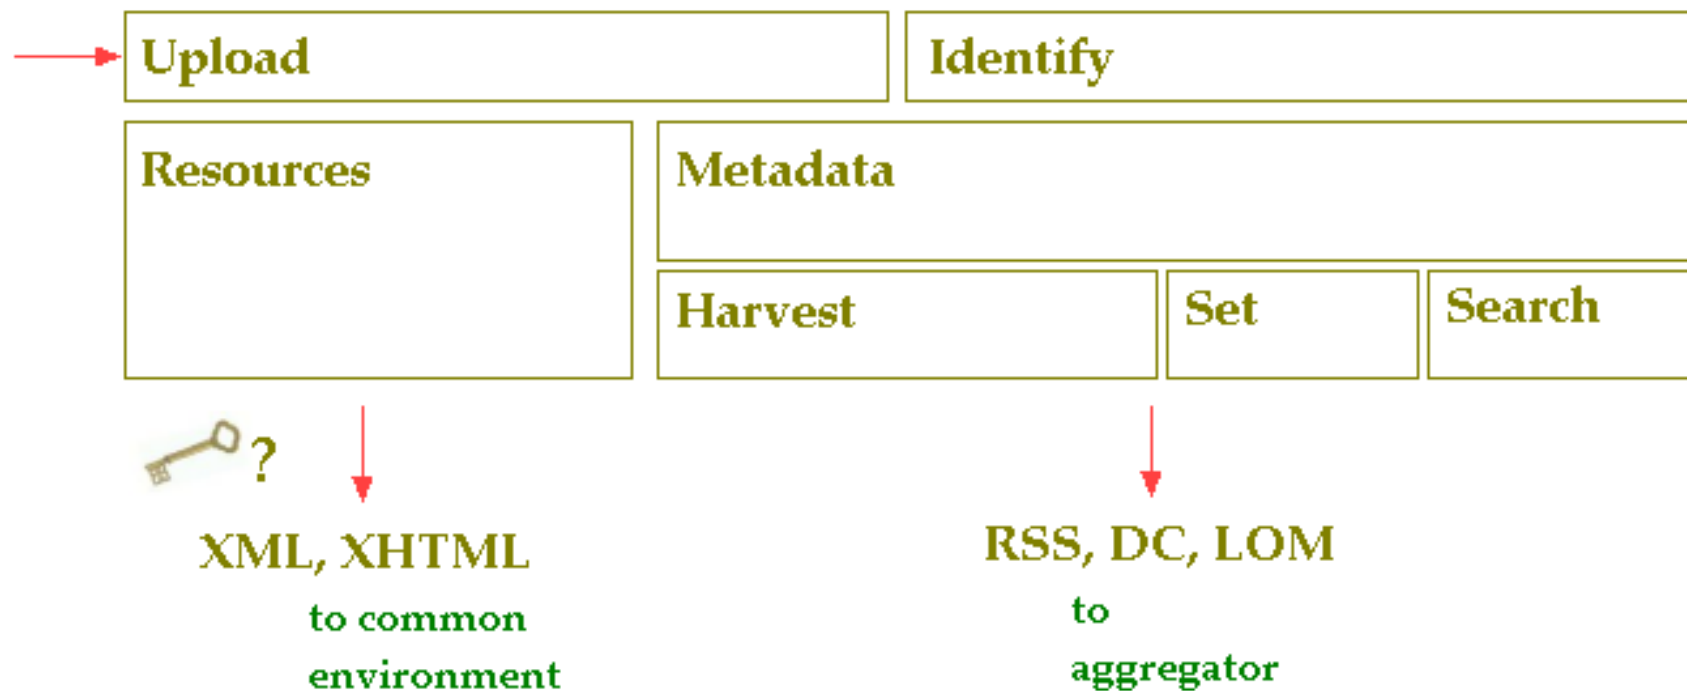 Upload
Identify
Resources
Metadata
Harvest
Set
Search
?
XML, XHTML
RSS, DC, LOM
to common
environment
to
aggregator